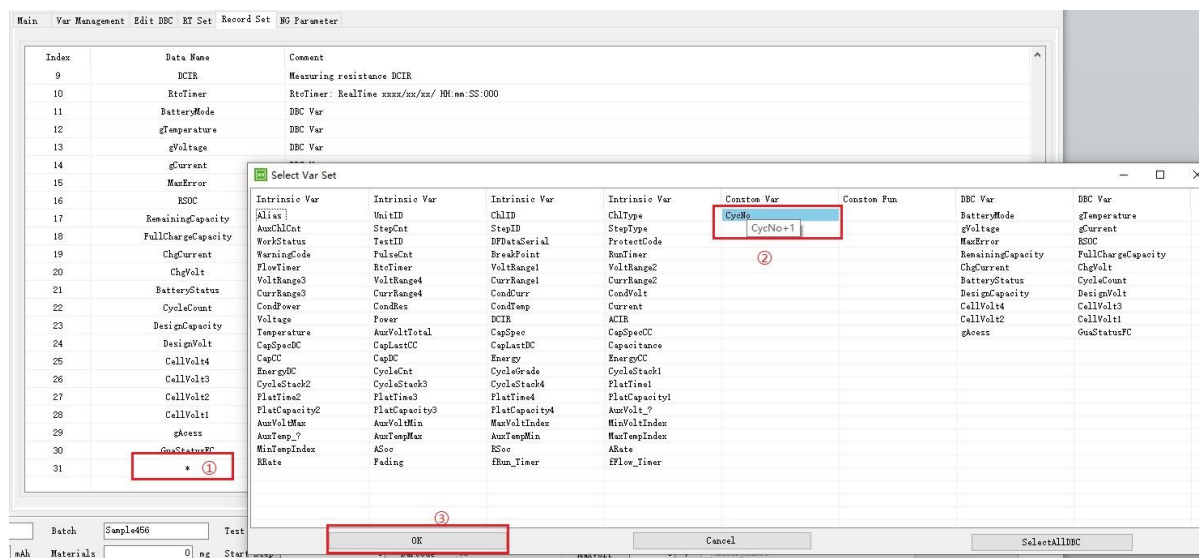 Main Var Management Edit DBC RT Set Record Set NG Parameter
Index Data Name Comment
9 DCIR Measuring resistance DCIR
10 RtcTimer RtcTimer: RealTime xxxx/xx/xx/ HH:mm:SS:000
11 BatteryMode DBC Var
12 gTemperature DBC Var
13 gVoltage DBC Var
14 gCurrent
15 MaxError
16 RSOC
17 RemainingCapacity
18 FullChargeCapacity
19 ChgCurrent
20 ChgVolt
21 BatteryStatus
22 CycleCount
23 DesignCapacity
24 DesignVolt
25 CellVolt4
26 CellVolt3
27 CellVolt2
28 CellVolt1
29 gAcess
30 GuaStatusFC
31 * ①
Select Var Set
Intrinsic Var Intrinsic Var Intrinsic Var Intrinsic Var Constom Var Constom Fun DBC Var DBC Var
Alias UnitID ChlID ChlType CycNo BatteryMode gTemperature
AuxChlCnt StepCnt StepID StepType CycNo+1 gVoltage gCurrent
WorkStatus TestID DFDataSerial ProtectCode MaxError RSOC
WarningCode PulseCnt BreakPoint RunTimer ② RemainingCapacity FullChargeCapacity
FlowTimer RtcTimer VoltRange1 VoltRange2 ChgCurrent ChgVolt
VoltRange3 VoltRange4 CurrRange1 CurrRange2 BatteryStatus CycleCount
CurrRange3 CurrRange4 CondCurr CondVolt DesignCapacity DesignVolt
CondPower CondRes CondTemp Current CellVolt4 CellVolt3
Voltage Power DCIR ACIR CellVolt2 CellVolt1
Temperature AuxVoltTotal CapSpec CapSpecCC gAcess GuaStatusFC
CapSpecDC CapLastCC CapLastDC Capacitance
CapCC CapDC Energy EnergyCC
EnergyDC CycleCnt CycleGrade CycleStack1
CycleStack2 CycleStack3 CycleStack4 PlatTime1
PlatTime2 PlatTime3 PlatTime4 PlatCapacity1
PlatCapacity2 PlatCapacity3 PlatCapacity4 AuxVolt_?
AuxVoltMax AuxVoltMin MaxVoltIndex MinVoltIndex
AuxTemp_? AuxTempMax AuxTempMin MaxTempIndex
MinTempIndex ASoc RSoc ARate
RRate Fading fRun_Timer fFlow_Timer
③
OK Cancel SelectAllDBC
Batch Sample456 Test
mAh Materials 0 mg Start Step